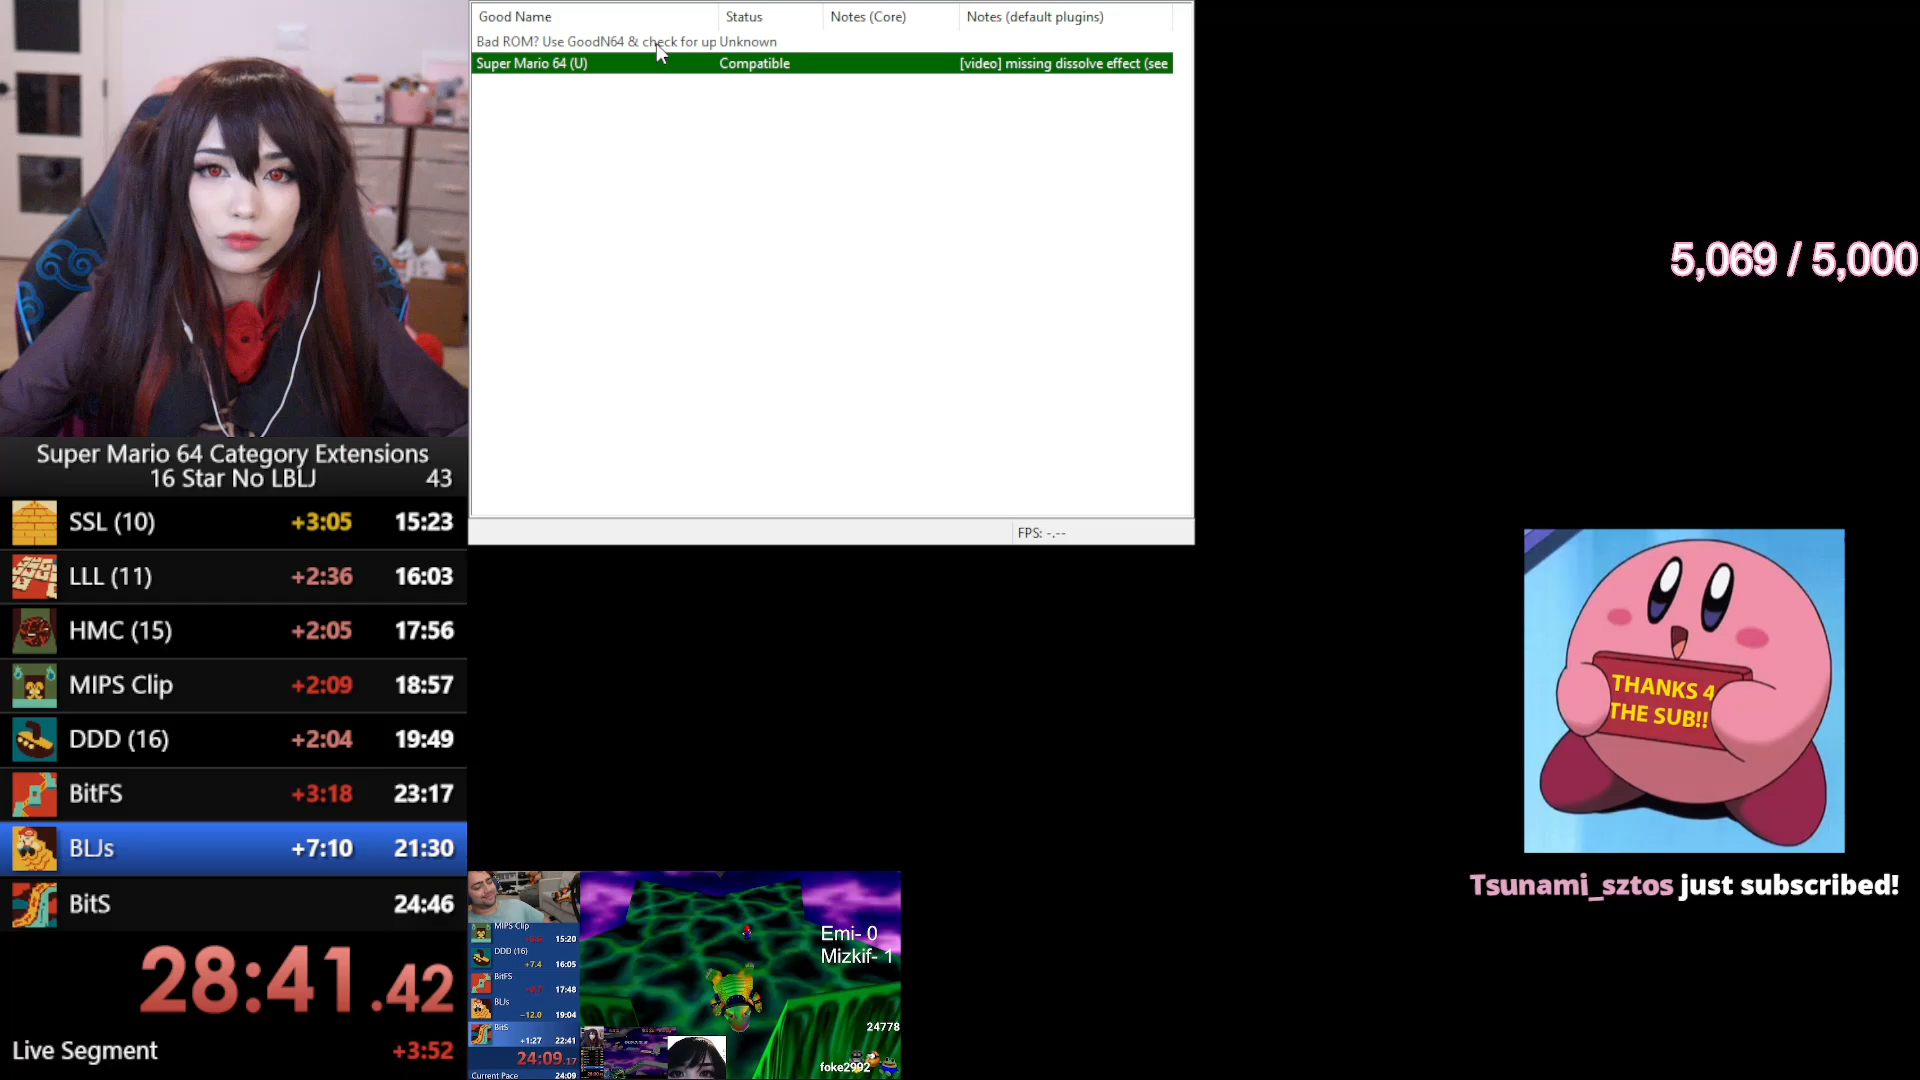 Good Name Status Notes (Core) Notes (default plugins)
Bad ROM? Use GoodN64 & check for up Unknown
Super Mario 64 (U) Compatible [video] missing dissolve effect (see
FPS: -.--
Super Mario 64 Category Extensions
16 Star No LBLJ 43
SSL (10) +3:05 15:23
LLL (11) +2:36 16:03
HMC (15) +2:05 17:56
MIPS Clip +2:09 18:57
DDD (16) +2:04 19:49
BitFS +3:18 23:17
BLJs +7:10 21:30
BitS 24:46
28:41.42
Live Segment +3:52
MIPS Clip
15:20
DDD (16)
+7.4 16:05
BitFS
17:48
BLJs
-12.0 19:04
BitS
+1:27 22:41
24:09.17
Current Pace 24:09
Emi- 0
Mizkif- 1
24778
foke2992
5,069 / 5,000
THANKS 4
THE SUB!!
Tsunami_sztos just subscribed!